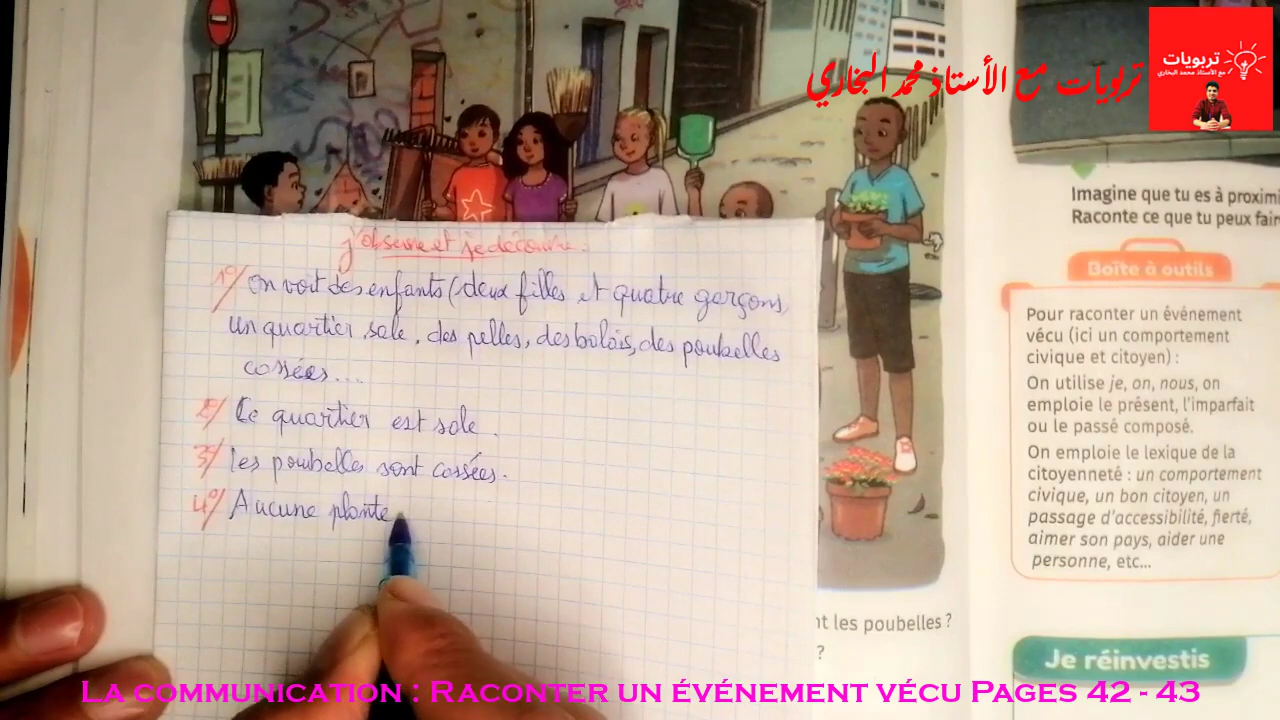 تربويات مع الأستاذ محمد البخاري
تربويات
مع الأستاذ محمد البخاري
j'observe et je découvre.
1°/ On voit des enfants (deux filles et quatre garçons,
un quartier sale, des pelles, des balais, des poubelles
cassées...
2°/ Le quartier est sale.
3°/ les poubelles sont cassées.
4°/ Aucune plante
nt les poubelles ?
?
Imagine que tu es à proximi
Raconte ce que tu peux fair
Boîte à outils
Pour raconter un événement
vécu (ici un comportement
civique et citoyen) :
On utilise je, on, nous, on
emploie le présent, l'imparfait
ou le passé composé.
On emploie le lexique de la
citoyenneté : un comportement
civique, un bon citoyen, un
passage d'accessibilité, fierté,
aimer son pays, aider une
personne, etc...
Je réinvestis
La communication : Raconter un événement vécu Pages 42 - 43